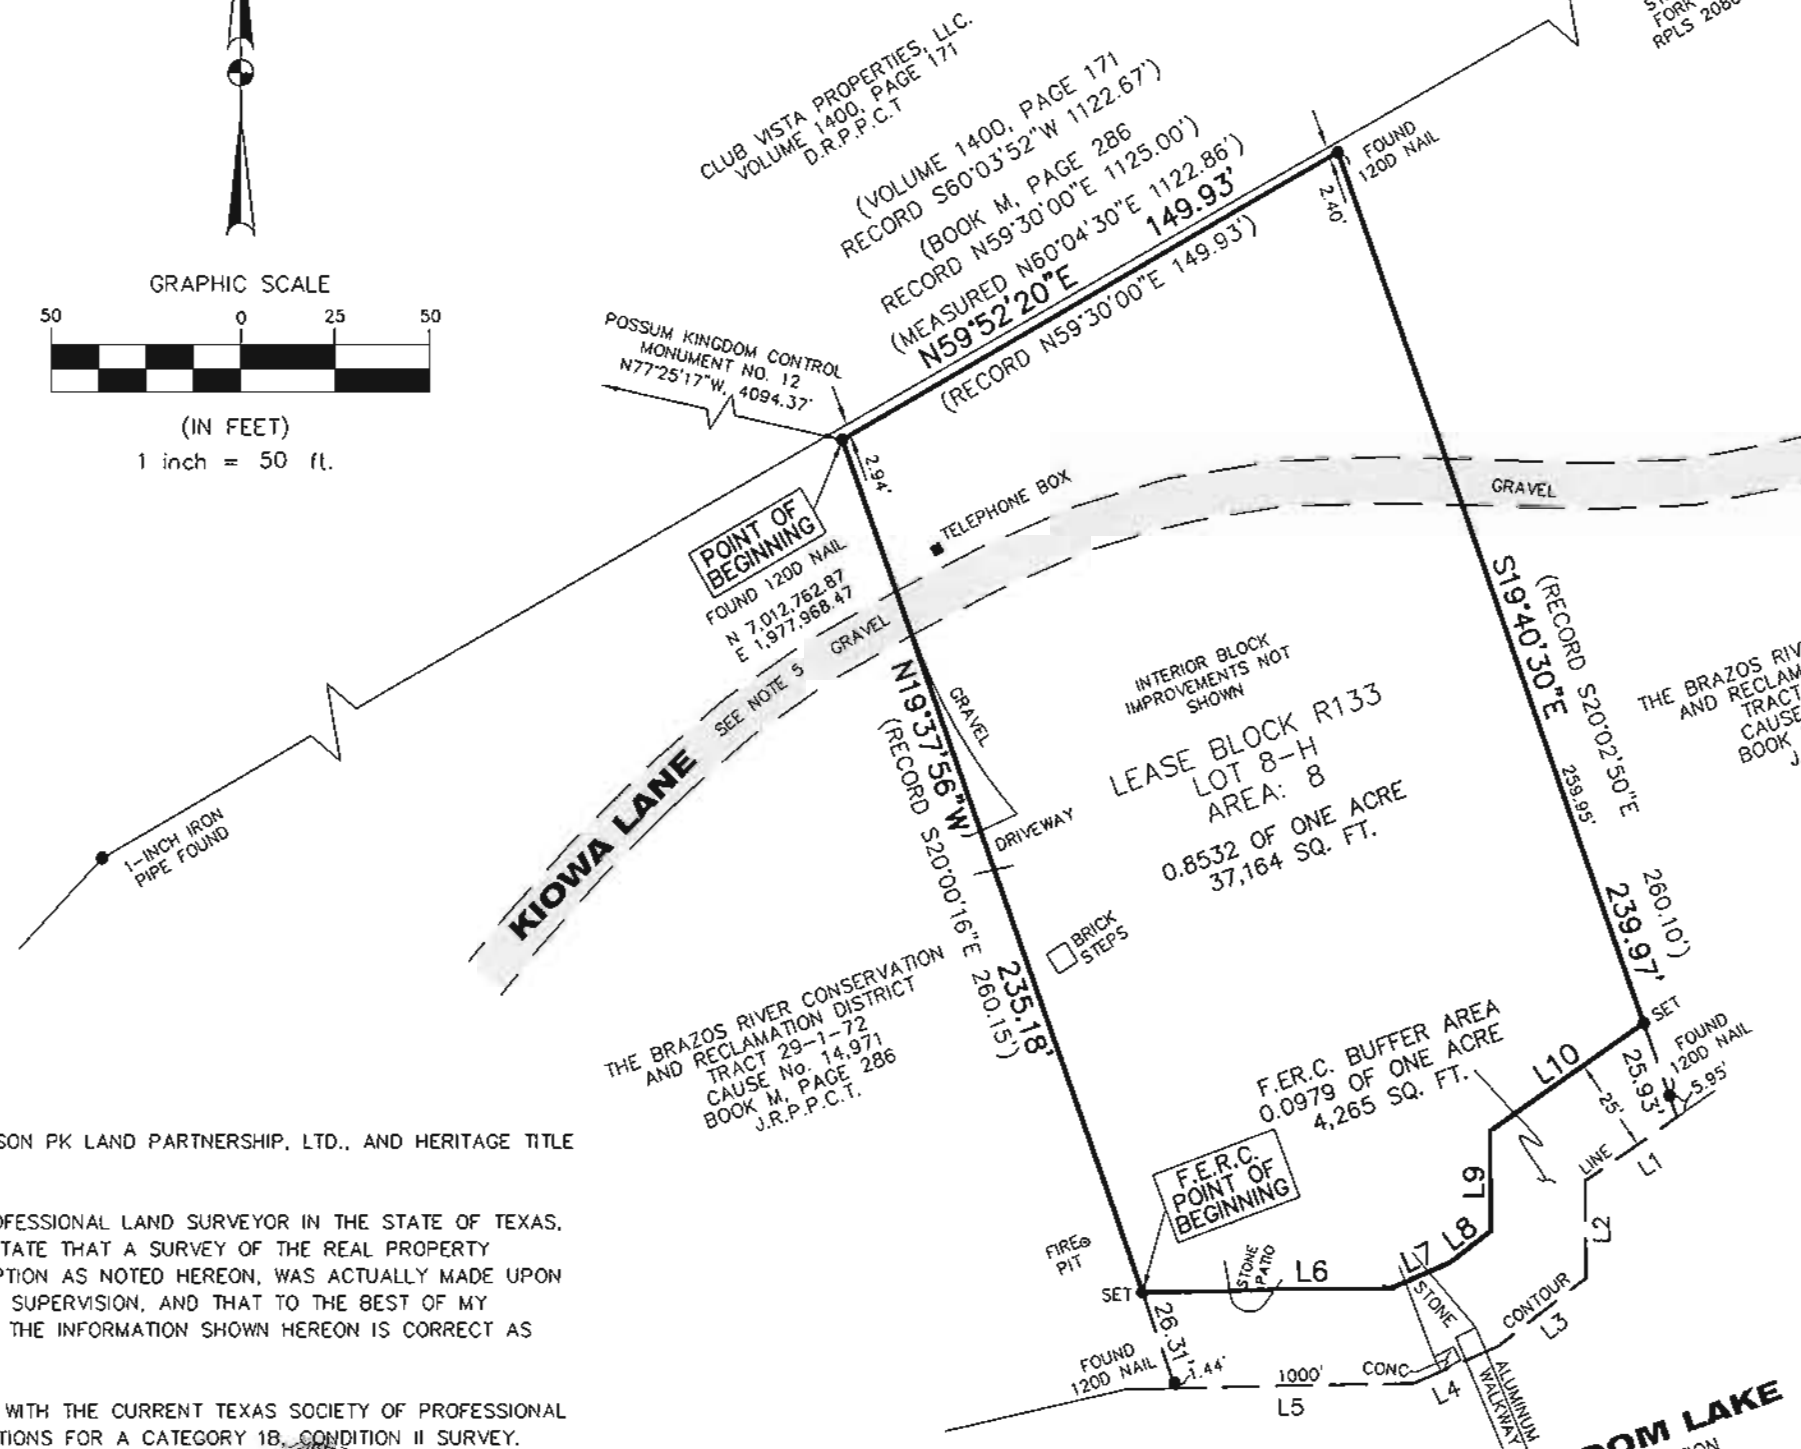 CLUB VISTA PROPERTIES, LLC.
VOLUME 1400, PAGE 171
D.R.P.P.C.T
(VOLUME 1400, PAGE 171
RECORD S60°03'52"W 1122.67')
(BOOK M, PAGE 286
RECORD N59°30'00"E 1125.00')
(MEASURED N60°04'30"E 1122.86')
N59°52'20"E 149.93'
(RECORD N59°30'00"E 149.93')
FORK
RPLS
FOUND
120D NAIL
2.40'
GRAPHIC SCALE
50 0 25 50
(IN FEET)
1 inch = 50 ft.
POSSUM KINGDOM CONTROL
MONUMENT NO. 12
N77°25'17"W, 4094.37'
2.94'
POINT OF
BEGINNING
FOUND 120D NAIL
N 7,012,762.87
E 1,977,968.47
TELEPHONE BOX
GRAVEL
GRAVEL
SEE NOTE 5
KIOWA LANE
1-INCH IRON
PIPE FOUND
N19°37'56"W
235.18'
(RECORD S20°00'16"E 260.15')
GRAVEL
DRIVEWAY
INTERIOR BLOCK
IMPROVEMENTS NOT
SHOWN
LEASE BLOCK R133
LOT 8-H
AREA: 8
0.8532 OF ONE ACRE
37,164 SQ. FT.
S19°40'30"E
239.97'
259.95'
(RECORD S20°02'50"E
260.10')
THE BRAZOS RIV
AND RECLAM
TRACT
CAUSE
BOOK
J.
BRICK
STEPS
THE BRAZOS RIVER CONSERVATION
AND RECLAMATION DISTRICT
TRACT 29-1-72
CAUSE No. 14,971
BOOK M, PAGE 286
J.R.P.P.C.T.
F.ER.C. BUFFER AREA
0.0979 OF ONE ACRE
4,265 SQ. FT.
SET
FOUND
120D NAIL
25.93'
5.95'
L10
25'
LINE
L1
F.E.R.C.
POINT OF
BEGINNING
L9
L8
L7
L2
FIRE
PIT
STONE
PATIO
L6
STONE
CONTOUR
L3
SET
26.31'
FOUND
120D NAIL
1.44'
1000'
L5
CONC
L4
ALUMINUM
WALKWAY
OOM LAKE
SON PK LAND PARTNERSHIP, LTD., AND HERITAGE TITLE
OFESSIONAL LAND SURVEYOR IN THE STATE OF TEXAS,
TATE THAT A SURVEY OF THE REAL PROPERTY
PTION AS NOTED HEREON, WAS ACTUALLY MADE UPON
SUPERVISION, AND THAT TO THE BEST OF MY
THE INFORMATION SHOWN HEREON IS CORRECT AS
WITH THE CURRENT TEXAS SOCIETY OF PROFESSIONAL
TIONS FOR A CATEGORY 18, CONDITION II SURVEY.